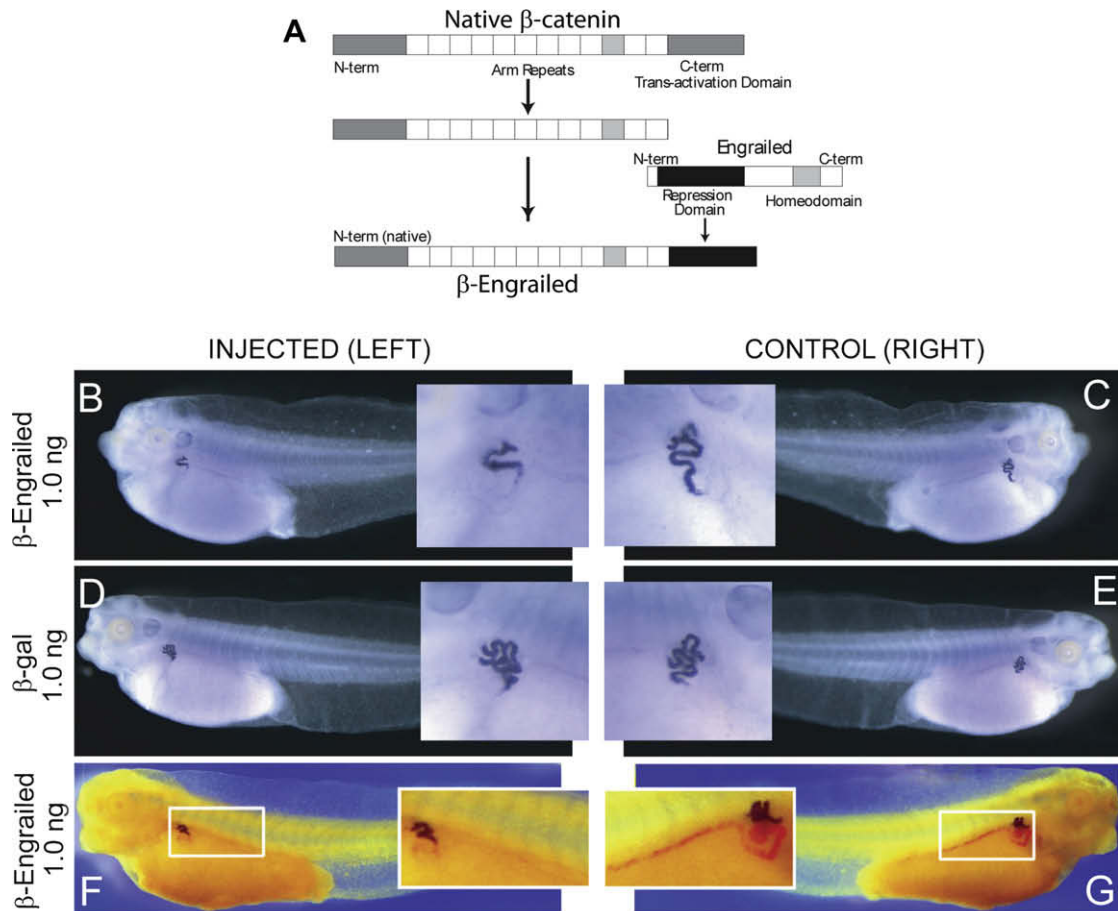 A
Native β-catenin
N-term
Arm Repeats
C-term
Trans-activation Domain
Engrailed
N-term
C-term
Repression
Domain
Homeodomain
N-term (native)
β-Engrailed
INJECTED (LEFT)
CONTROL (RIGHT)
β-Engrailed
1.0 ng
B
C
β-gal
1.0 ng
D
E
β-Engrailed
1.0 ng
F
G